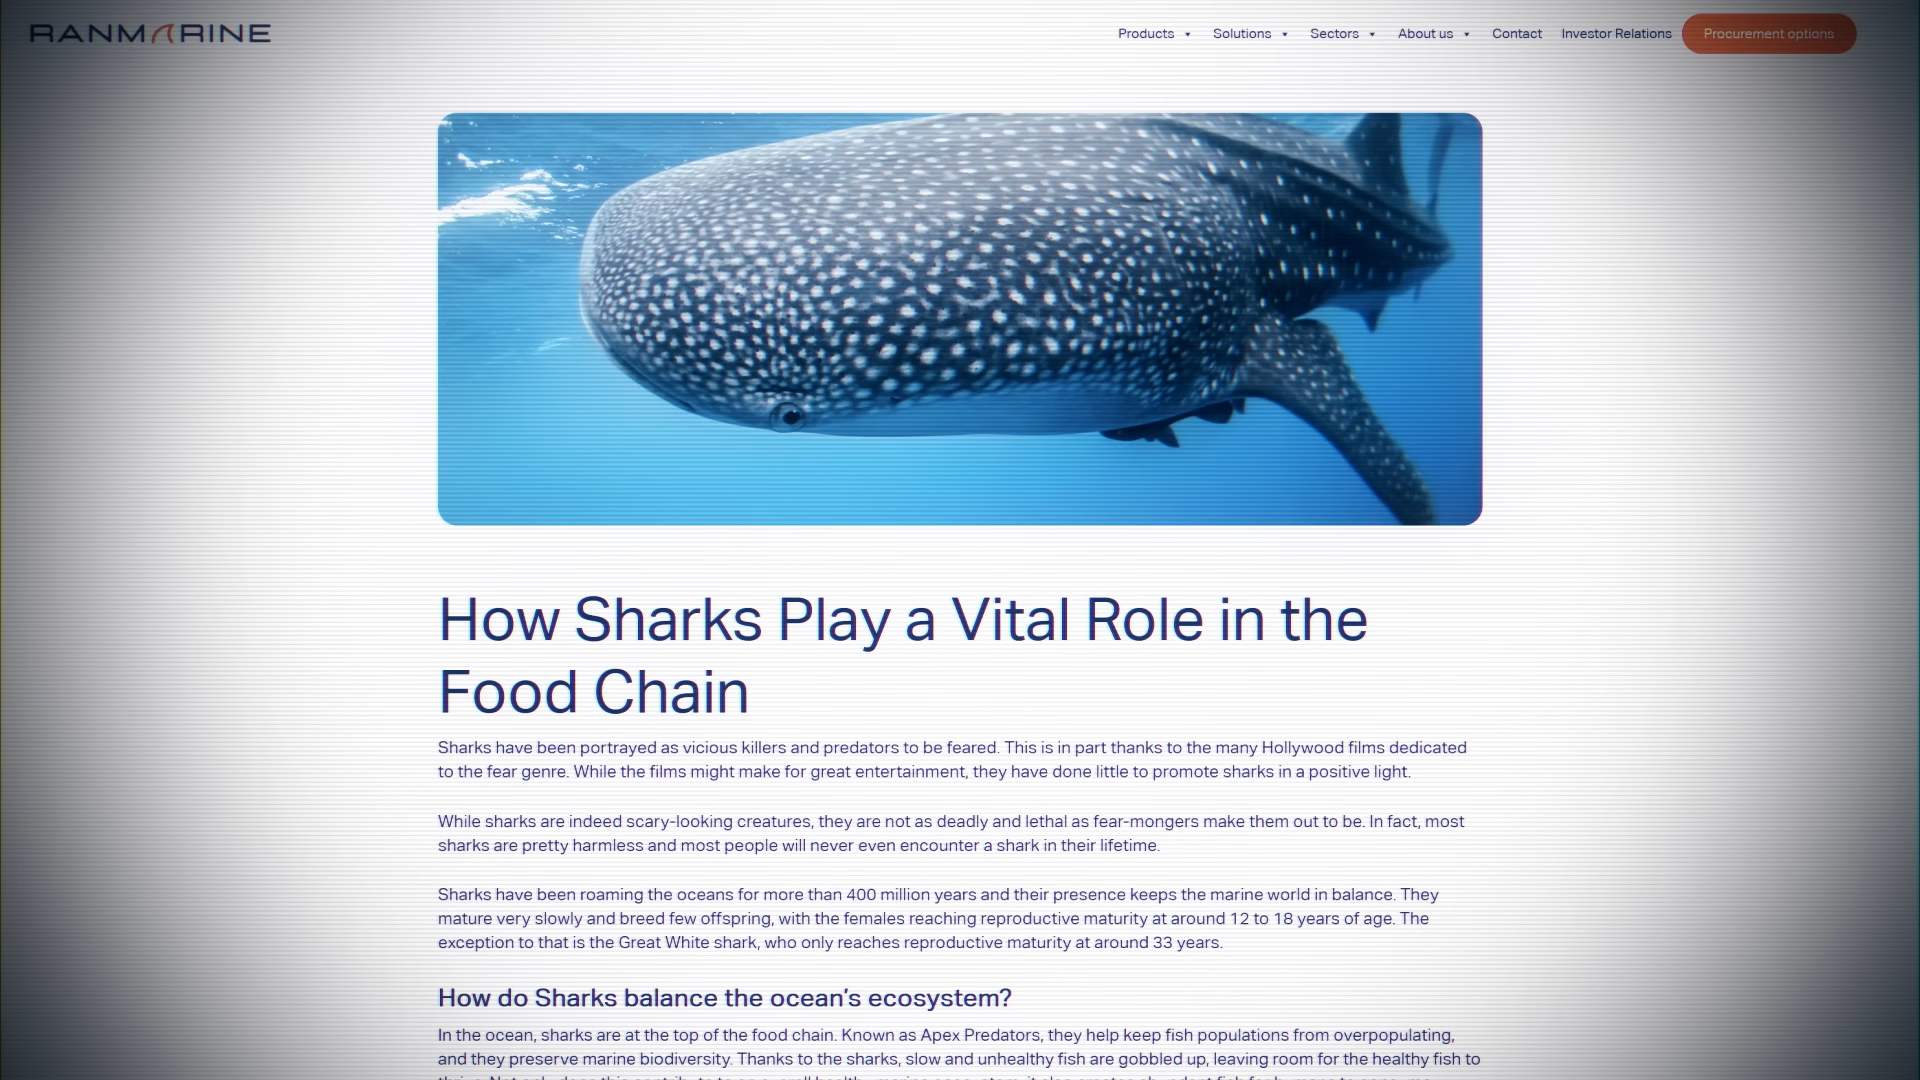 RANMARINE
Products
Solutions
Sectors
About us
Contact
Investor Relations
Procurement options
How Sharks Play a Vital Role in the
Food Chain
Sharks have been portrayed as vicious killers and predators to be feared. This is in part thanks to the many Hollywood films dedicated
to the fear genre. While the films might make for great entertainment, they have done little to promote sharks in a positive light.
While sharks are indeed scary-looking creatures, they are not as deadly and lethal as fear-mongers make them out to be. In fact, most
sharks are pretty harmless and most people will never even encounter a shark in their lifetime.
Sharks have been roaming the oceans for more than 400 million years and their presence keeps the marine world in balance. They
mature very slowly and breed few offspring, with the females reaching reproductive maturity at around 12 to 18 years of age. The
exception to that is the Great White shark, who only reaches reproductive maturity at around 33 years.
How do Sharks balance the ocean's ecosystem?
In the ocean, sharks are at the top of the food chain. Known as Apex Predators, they help keep fish populations from overpopulating,
and they preserve marine biodiversity. Thanks to the sharks, slow and unhealthy fish are gobbled up, leaving room for the healthy fish to